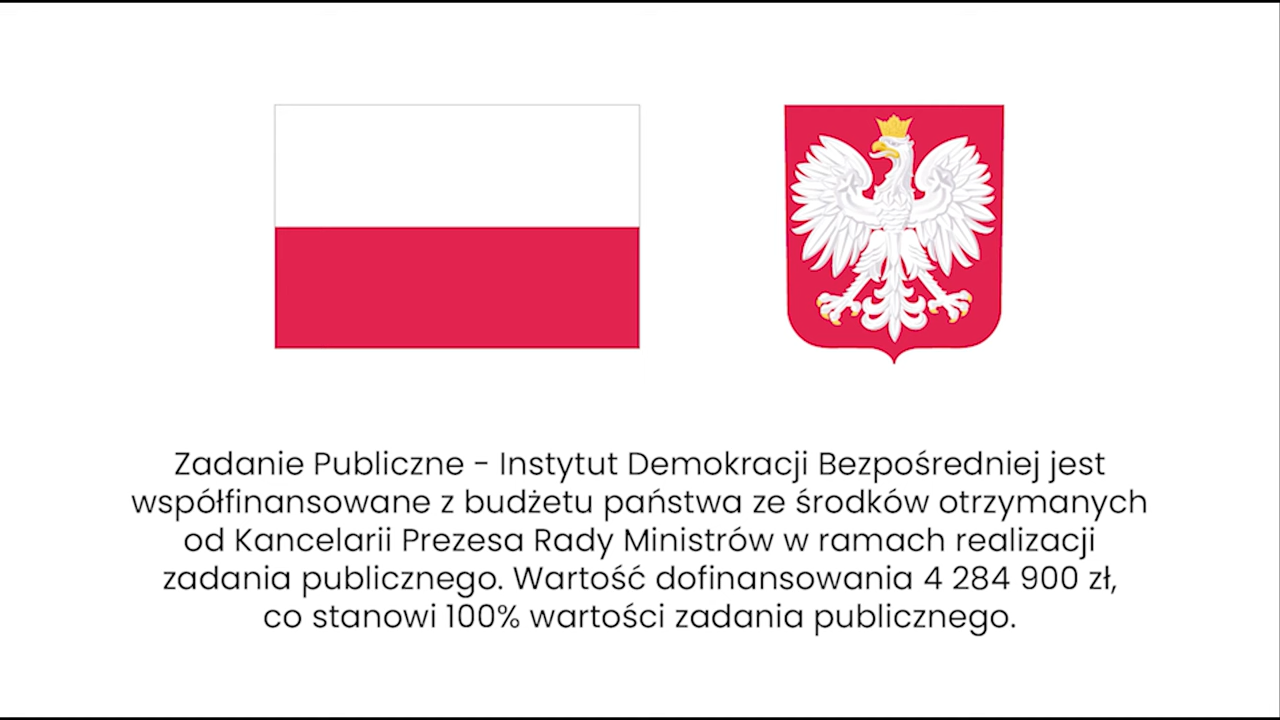 Zadanie Publiczne - Instytut Demokracji Bezpośredniej jest
współfinansowane z budżetu państwa ze środków otrzymanych
od Kancelarii Prezesa Rady Ministrów w ramach realizacji
zadania publicznego. Wartość dofinansowania 4 284 900 zł,
co stanowi 100% wartości zadania publicznego.